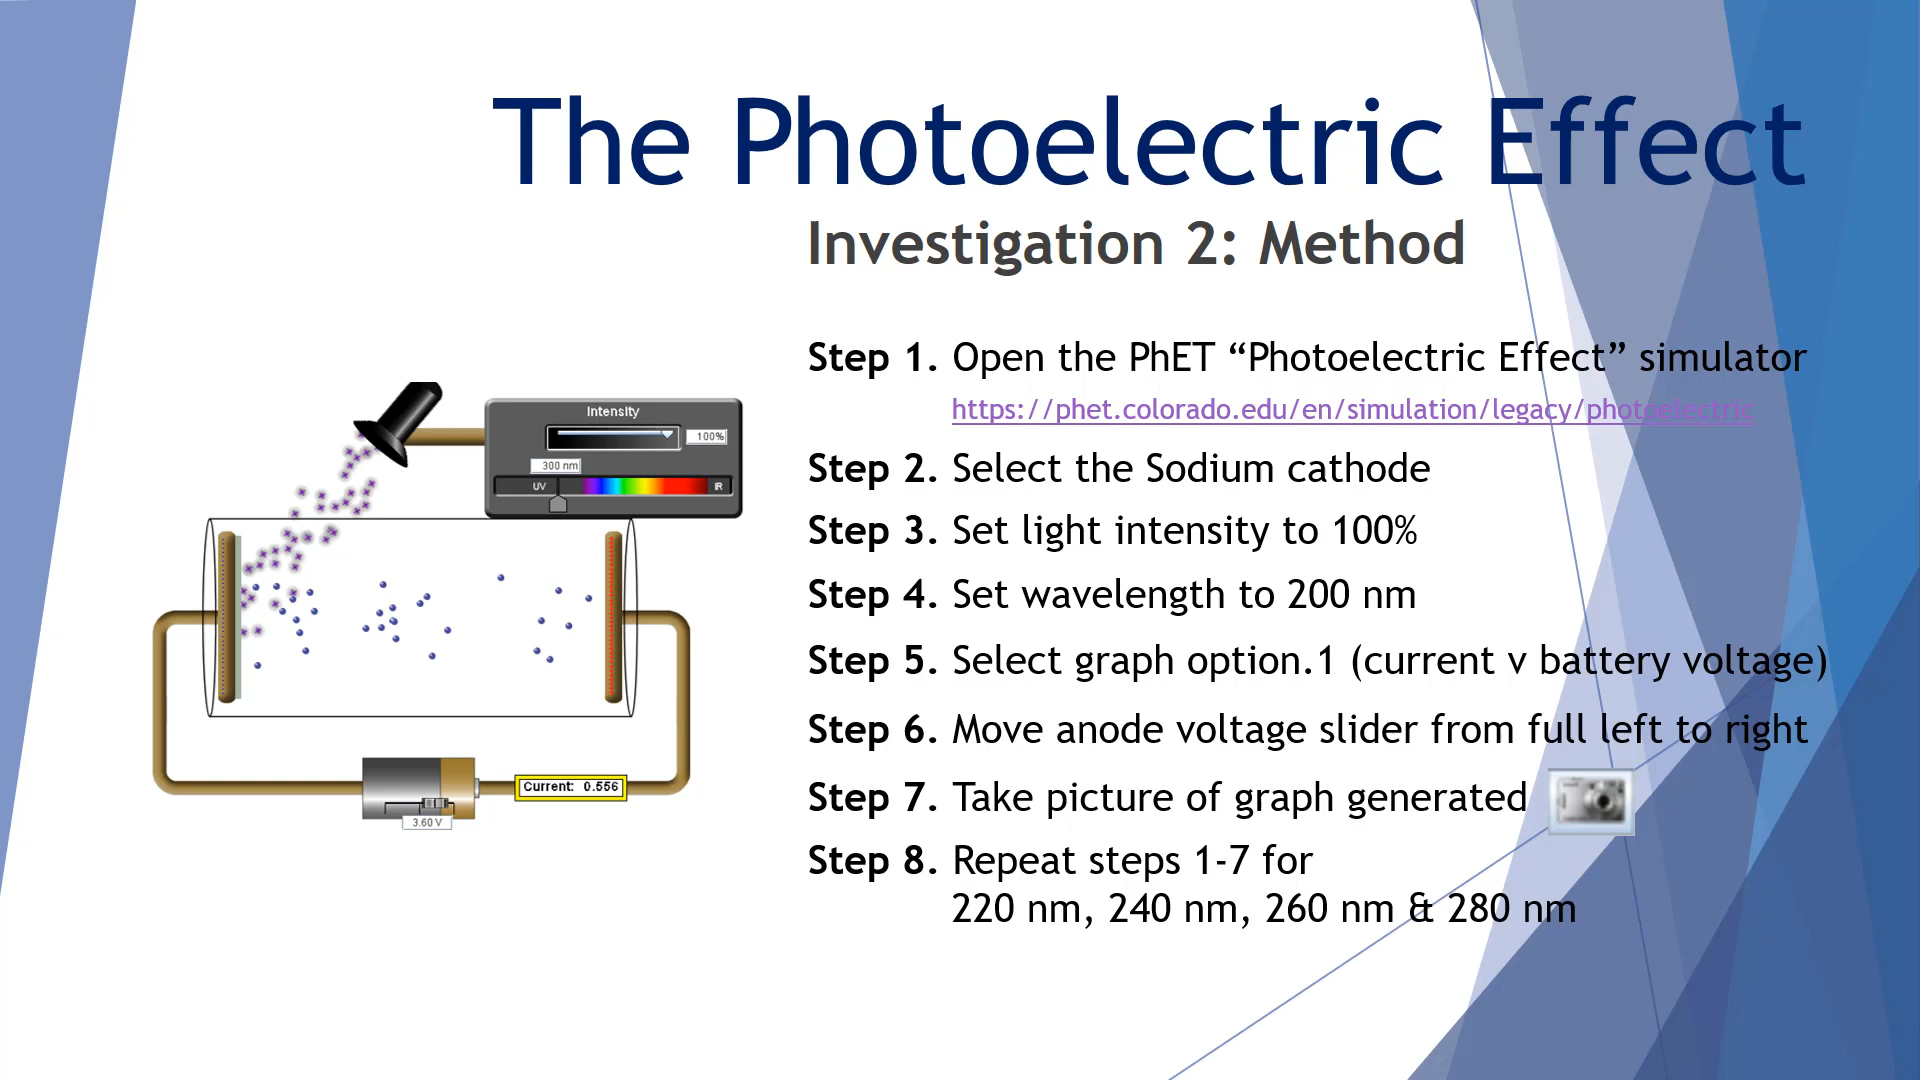 The Photoelectric Effect
Investigation 2: Method
Step 1. Open the PhET “Photoelectric Effect” simulator
https://phet.colorado.edu/en/simulation/legacy/photoelectric
Step 2. Select the Sodium cathode
Step 3. Set light intensity to 100%
Step 4. Set wavelength to 200 nm
Step 5. Select graph option.1 (current v battery voltage)
Step 6. Move anode voltage slider from full left to right
Step 7. Take picture of graph generated
Step 8. Repeat steps 1-7 for
220 nm, 240 nm, 260 nm & 280 nm
Intensity
100%
300 nm
UV
IR
Current: 0.556
3.60 V